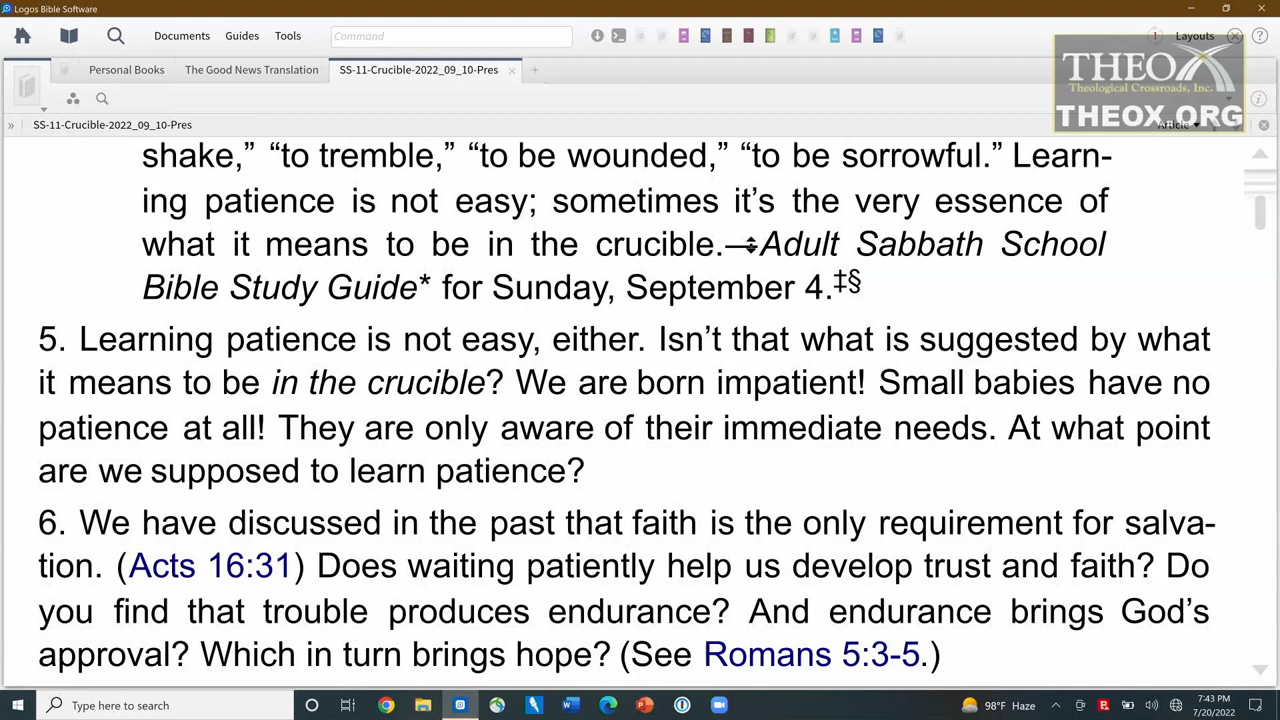 Logos Bible Software
Documents Guides Tools Command Layouts
THEOX
Theological Crossroads, Inc.
THEOX.ORG
Personal Books The Good News Translation SS-11-Crucible-2022_09_10-Pres
SS-11-Crucible-2022_09_10-Pres Article
shake,” “to tremble,” “to be wounded,” “to be sorrowful.” Learn-
ing patience is not easy; sometimes it’s the very essence of
what it means to be in the crucible.—Adult Sabbath School
Bible Study Guide* for Sunday, September 4.‡§
5. Learning patience is not easy, either. Isn’t that what is suggested by what
it means to be in the crucible? We are born impatient! Small babies have no
patience at all! They are only aware of their immediate needs. At what point
are we supposed to learn patience?
6. We have discussed in the past that faith is the only requirement for salva-
tion. (Acts 16:31) Does waiting patiently help us develop trust and faith? Do
you find that trouble produces endurance? And endurance brings God’s
approval? Which in turn brings hope? (See Romans 5:3-5.)
Type here to search
98°F Haze
7:43 PM
7/20/2022